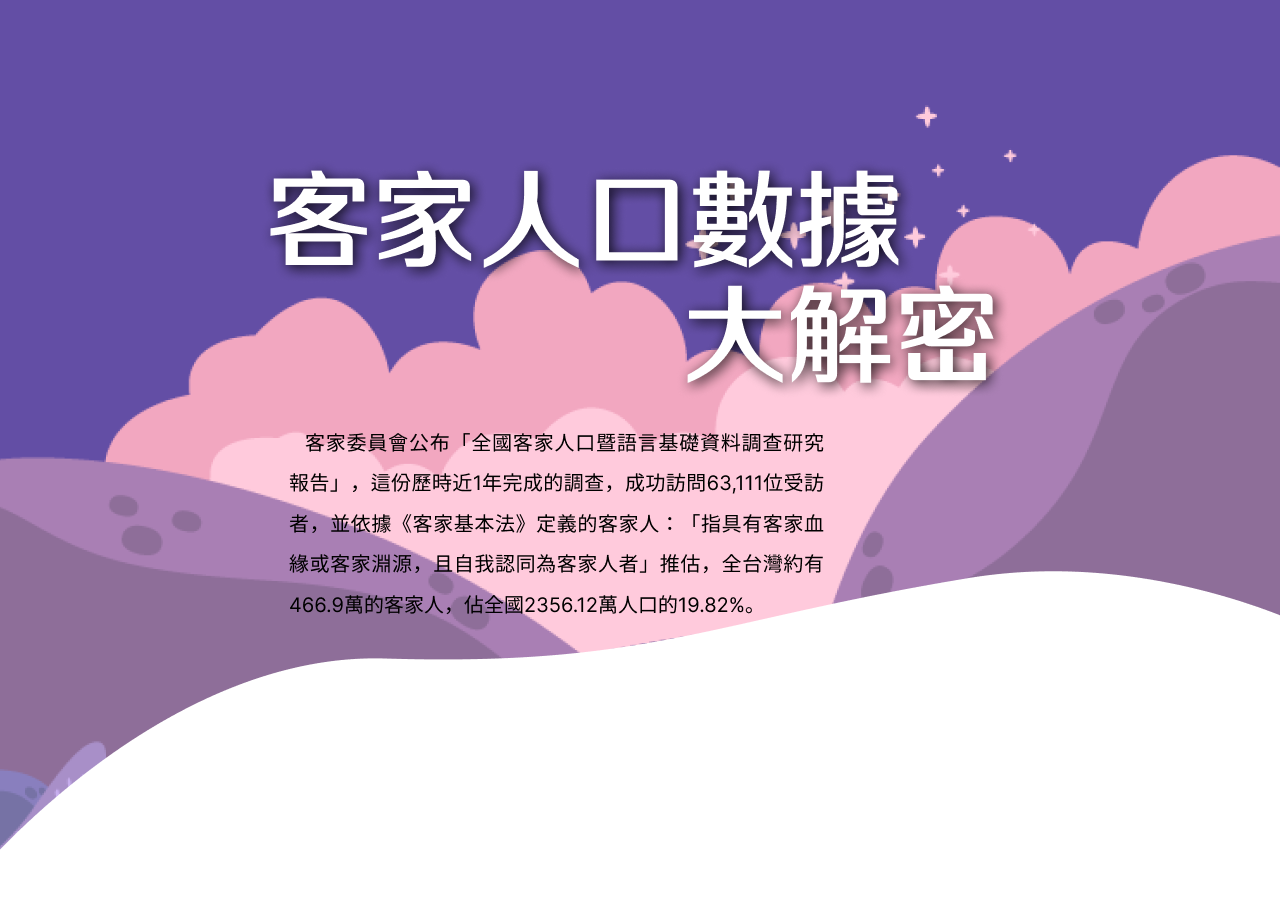 客家人口數據
大解密
客家委員會公布「全國客家人口暨語言基礎資料調查研究
報告」，這份歷時近1年完成的調查，成功訪問63,111位受訪
者，並依據《客家基本法》定義的客家人：「指具有客家血
緣或客家淵源，且自我認同為客家人者」推估，全台灣約有
466.9萬的客家人，佔全國2356.12萬人口的19.82%。